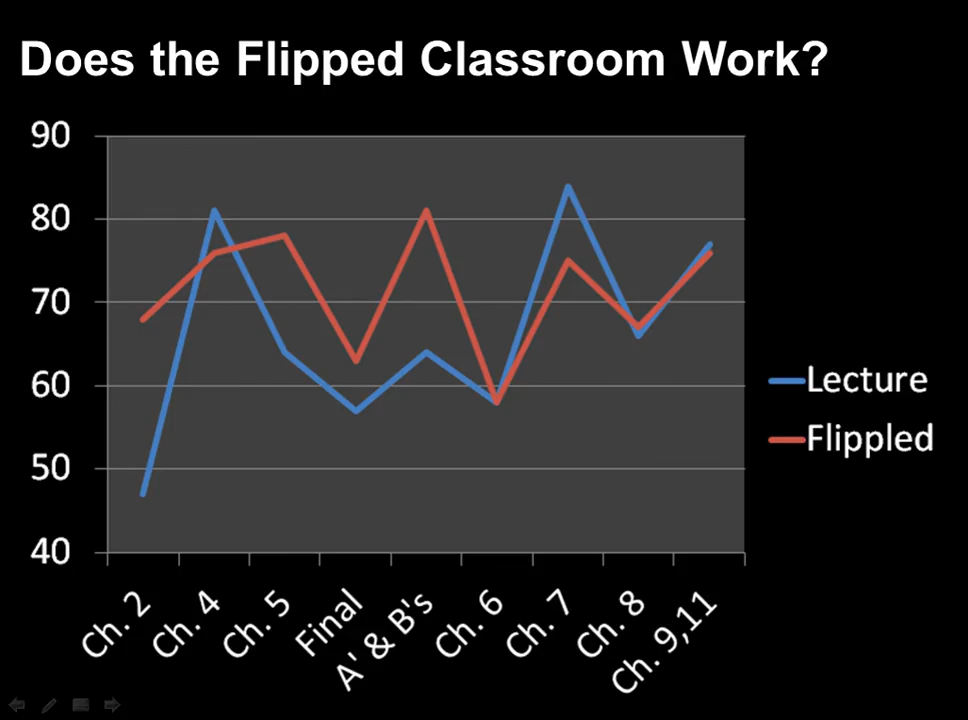 Does the Flipped Classroom Work?
90
80
70
60
50
40
Ch. 2
Ch. 4
Ch. 5
Final
A' & B's
Ch. 6
Ch. 7
Ch. 8
Ch. 9,11
Lecture
Flippled